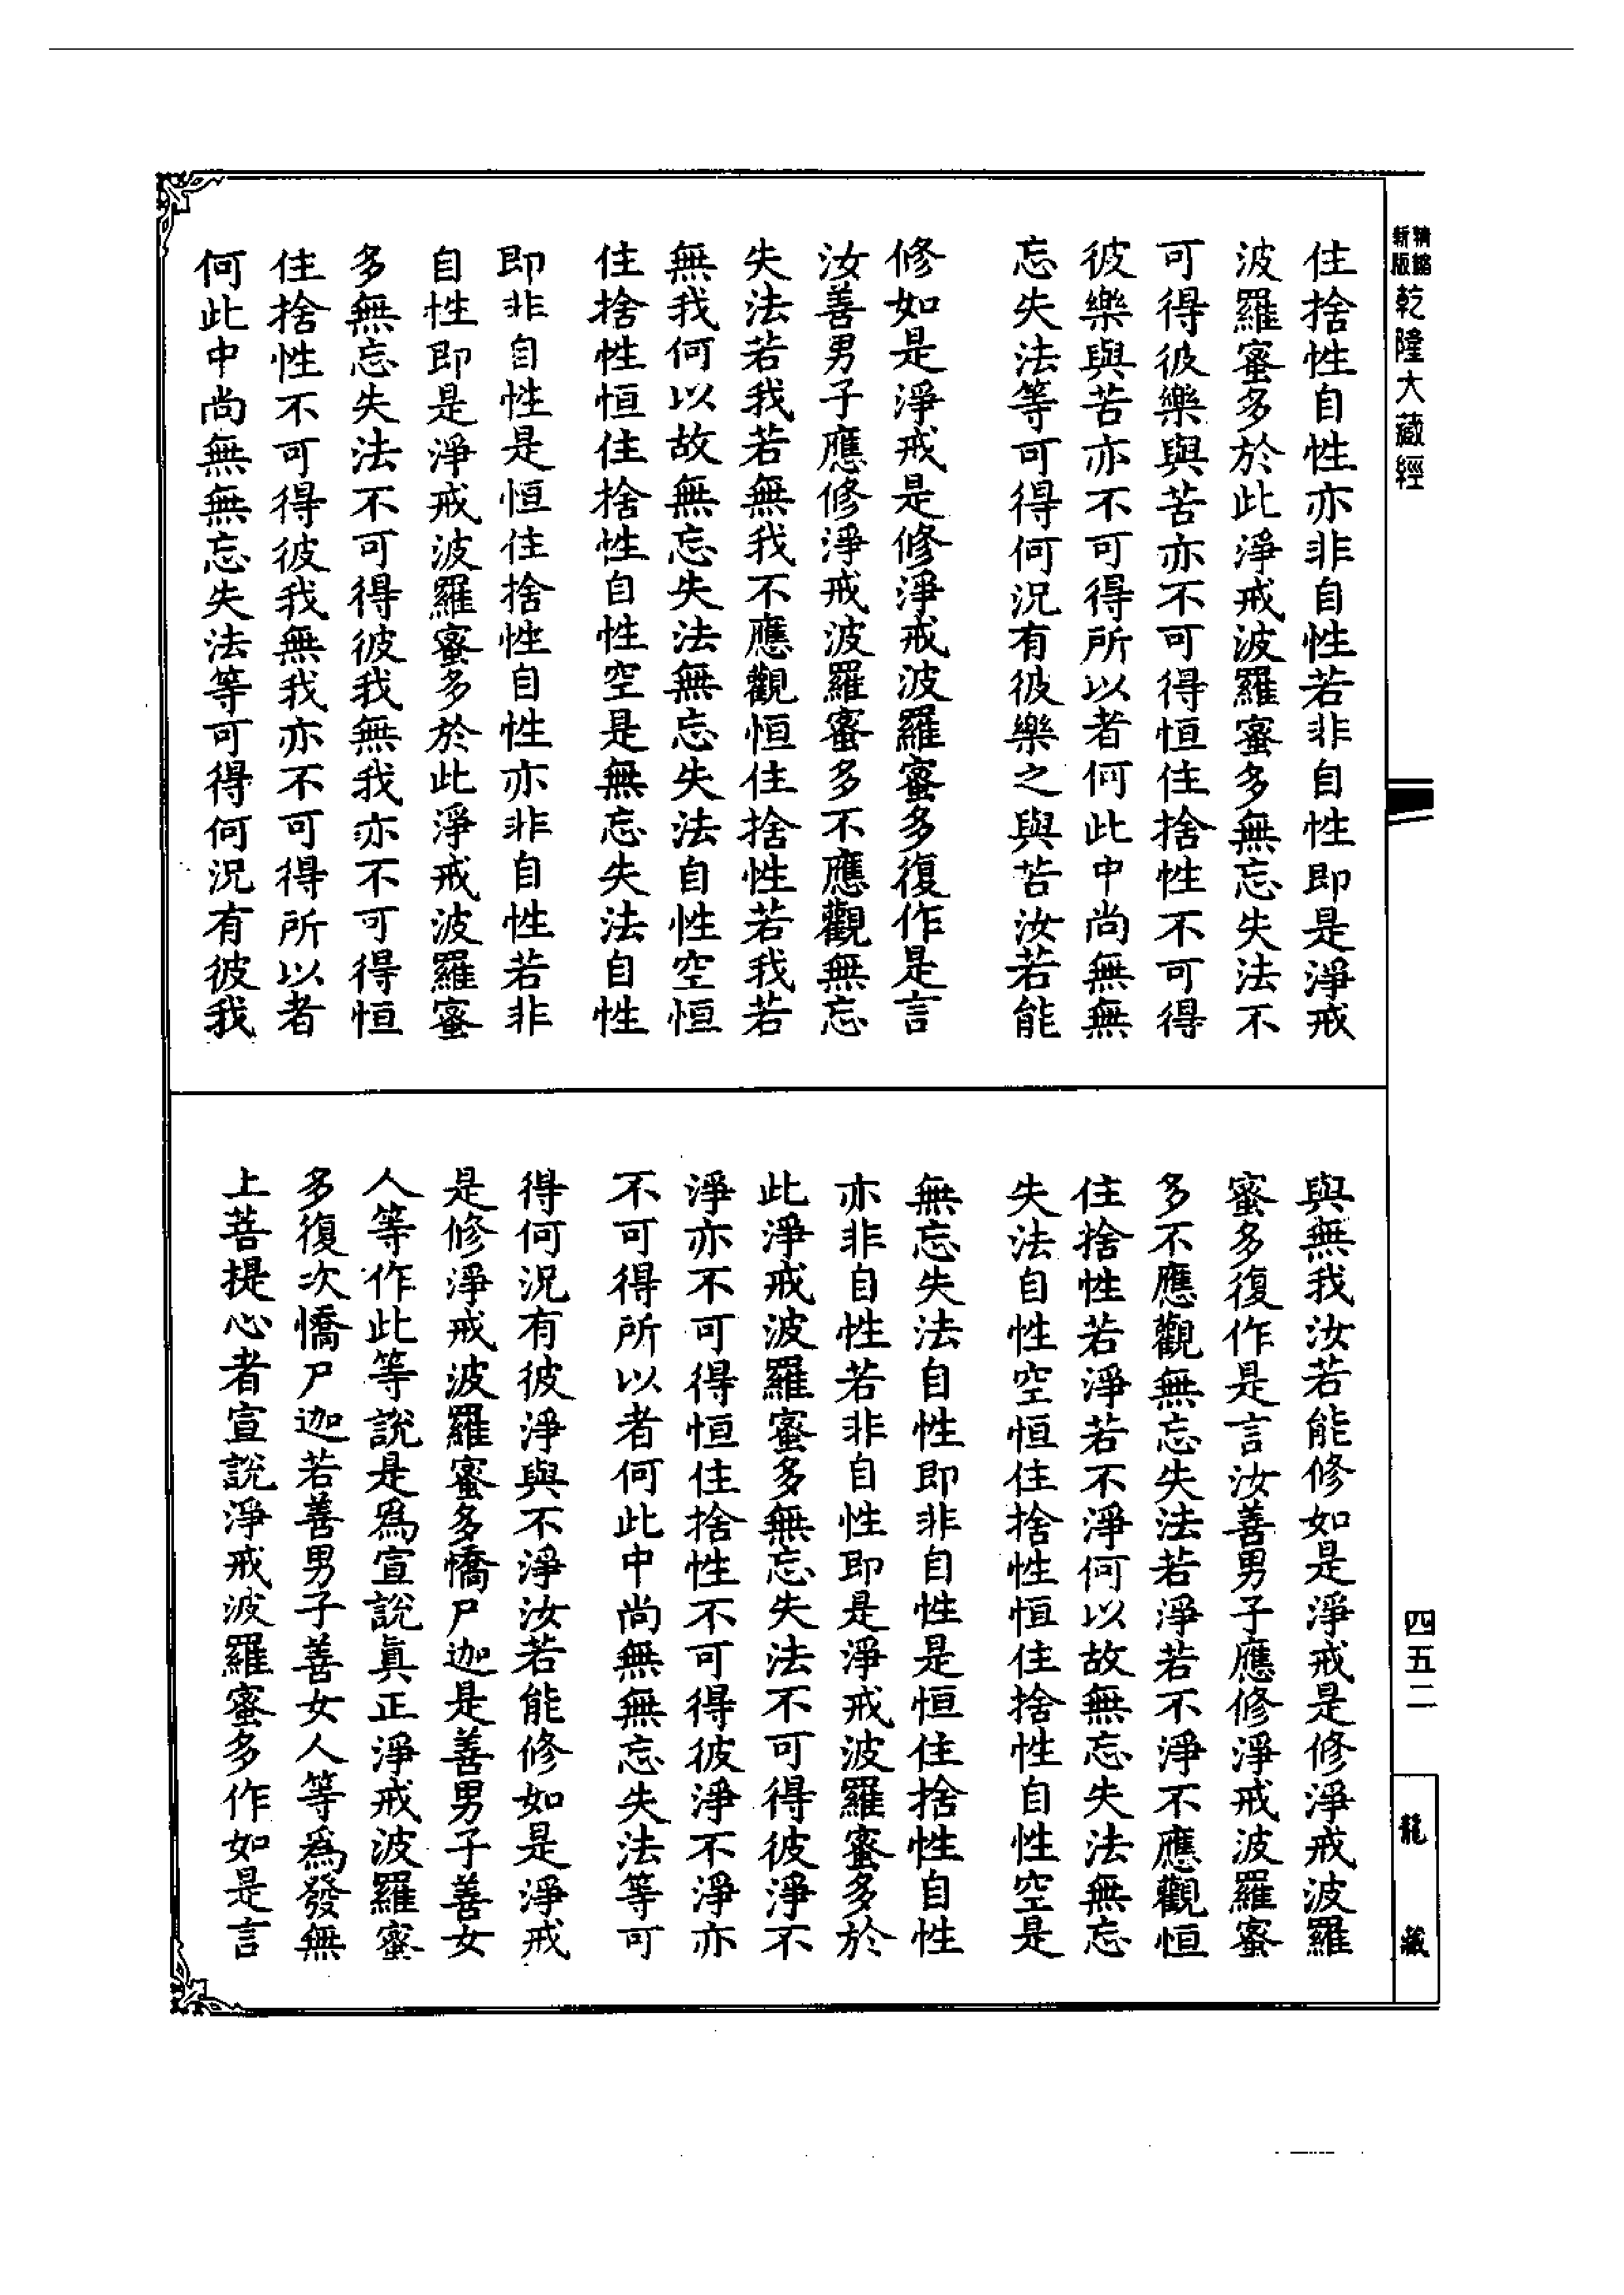 精縮
新版
乾隆大藏經
四五二
龍藏
住捨性自性亦非自性若非自性即是淨戒
波羅蜜多於此淨戒波羅蜜多無忘失法不
可得彼樂與苦亦不可得恒住捨性不可得
彼樂與苦亦不可得所以者何此中尚無無
忘失法等可得何況有彼樂之與苦汝若能
修如是淨戒是修淨戒波羅蜜多復作是言
汝善男子應修淨戒波羅蜜多不應觀無忘
失法若我若無我不應觀恒住捨性若我若
無我何以故無忘失法無忘失法自性空恒
住捨性恒住捨性自性空是無忘失法自性
即非自性是恒住捨性自性亦非自性若非
自性即是淨戒波羅蜜多於此淨戒波羅蜜
多無忘失法不可得彼我無我亦不可得恒
住捨性不可得彼我無我亦不可得所以者
何此中尚無無忘失法等可得何況有彼我
與無我汝若能修如是淨戒是修淨戒波羅
蜜多復作是言汝善男子應修淨戒波羅蜜
多不應觀無忘失法若淨若不淨不應觀恒
住捨性若淨若不淨何以故無忘失法無忘
失法自性空恒住捨性恒住捨性自性空是
無忘失法自性即非自性是恒住捨性自性
亦非自性若非自性即是淨戒波羅蜜多於
此淨戒波羅蜜多無忘失法不可得彼淨不
淨亦不可得恒住捨性不可得彼淨不淨亦
不可得所以者何此中尚無無忘失法等可
得何況有彼淨與不淨汝若能修如是淨戒
是修淨戒波羅蜜多憍尸迦是善男子善女
人等作此等說是爲宣說眞正淨戒波羅蜜
多復次憍尸迦若善男子善女人等爲發無
上菩提心者宣說淨戒波羅蜜多作如是言